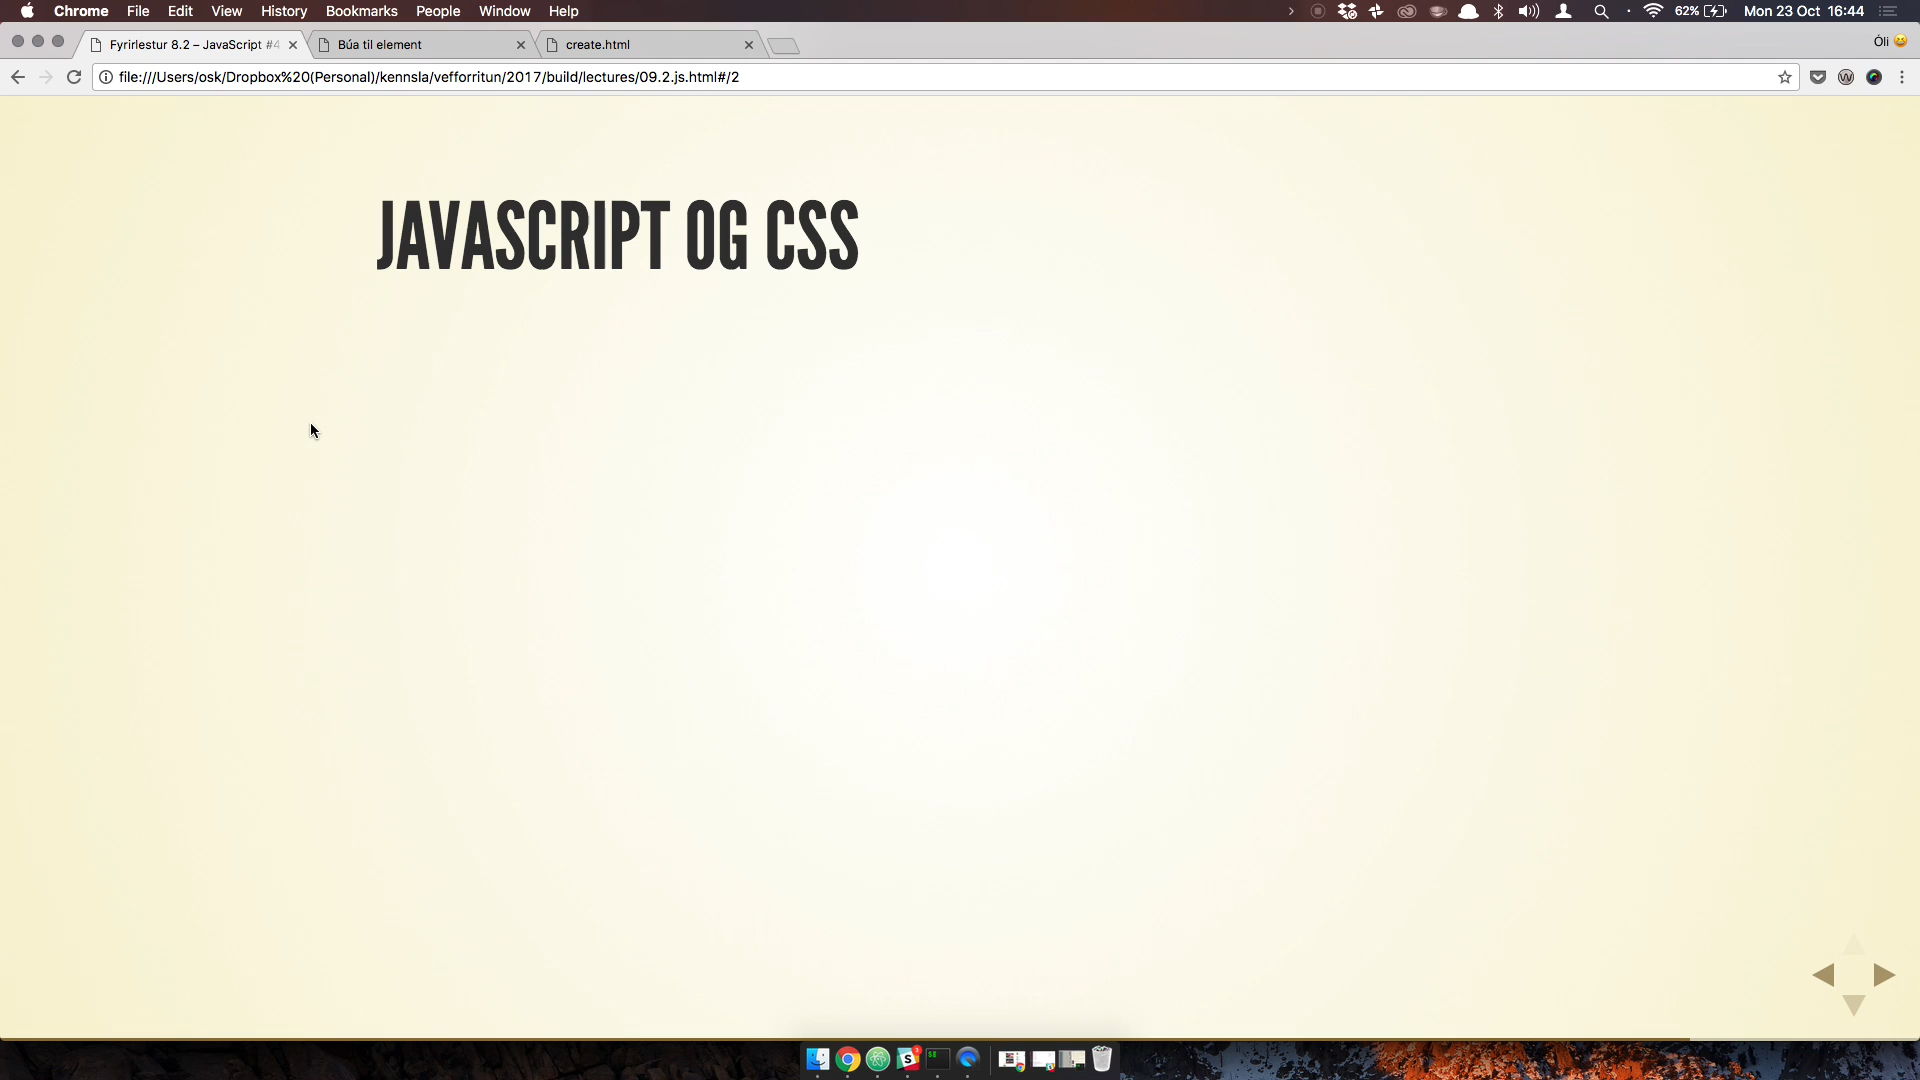 Chrome File Edit View History Bookmarks People Window Help 62% Mon 23 Oct 16:44
Fyrirlestur 8.2 – JavaScript #4 Búa til element create.html Óli 😄
file:///Users/osk/Dropbox%20(Personal)/kennsla/vefforritun/2017/build/lectures/09.2.js.html#/2
JAVASCRIPT OG CSS